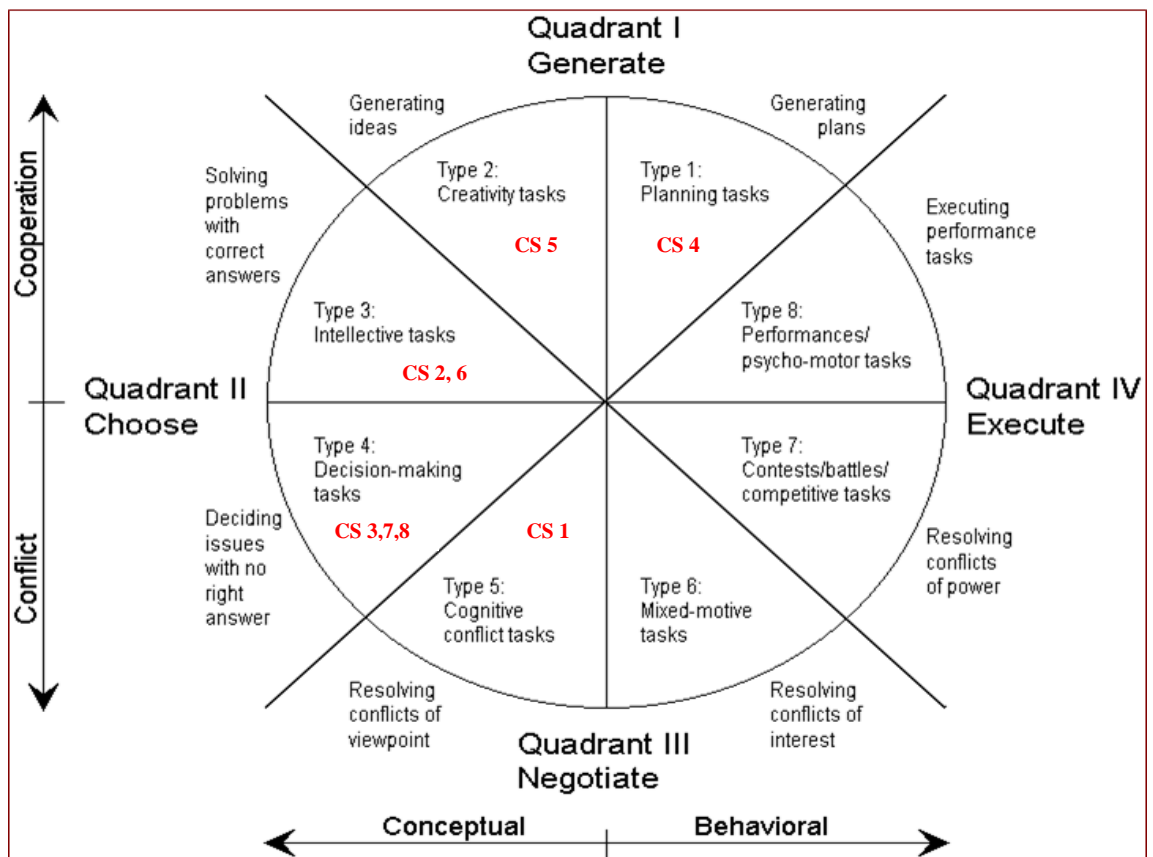 Quadrant I
Generate
Generating
ideas
Generating
plans
Solving
problems
with
correct
answers
Type 2:
Creativity tasks
CS 5
Type 1:
Planning tasks
CS 4
Executing
performance
tasks
Cooperation
Type 3:
Intellective tasks
CS 2, 6
Type 8:
Performances/
psycho-motor tasks
Quadrant II
Choose
Quadrant IV
Execute
Conflict
Type 4:
Decision-making
tasks
CS 3,7,8
CS 1
Type 7:
Contests/battles/
competitive tasks
Deciding
issues
with no
right
answer
Type 5:
Cognitive
conflict tasks
Type 6:
Mixed-motive
tasks
Resolving
conflicts
of power
Resolving
conflicts of
viewpoint
Resolving
conflicts of
interest
Quadrant III
Negotiate
Conceptual
Behavioral